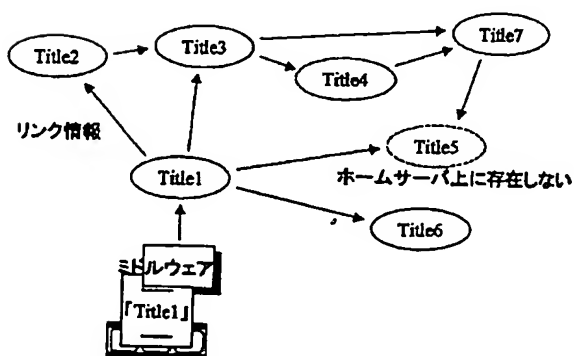 Title2
Title3
Title7
Title4
リンク情報
Title5
Title1
ホームサーバ上に存在しない
Title6
ミドルウェア
「Title1」